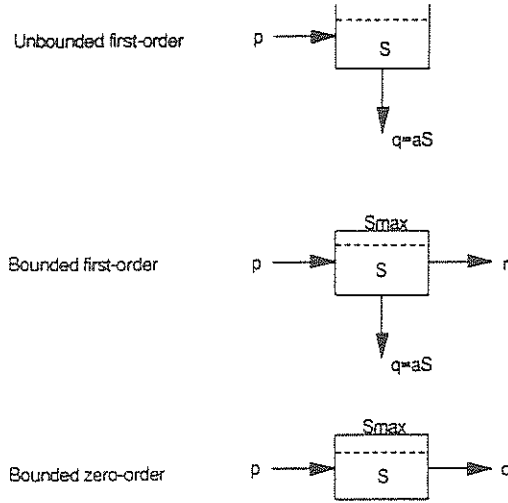 Unbounded first-order p S
q=aS
Smax
Bounded first-order p S r
q=aS
Smax
Bounded zero-order p S q